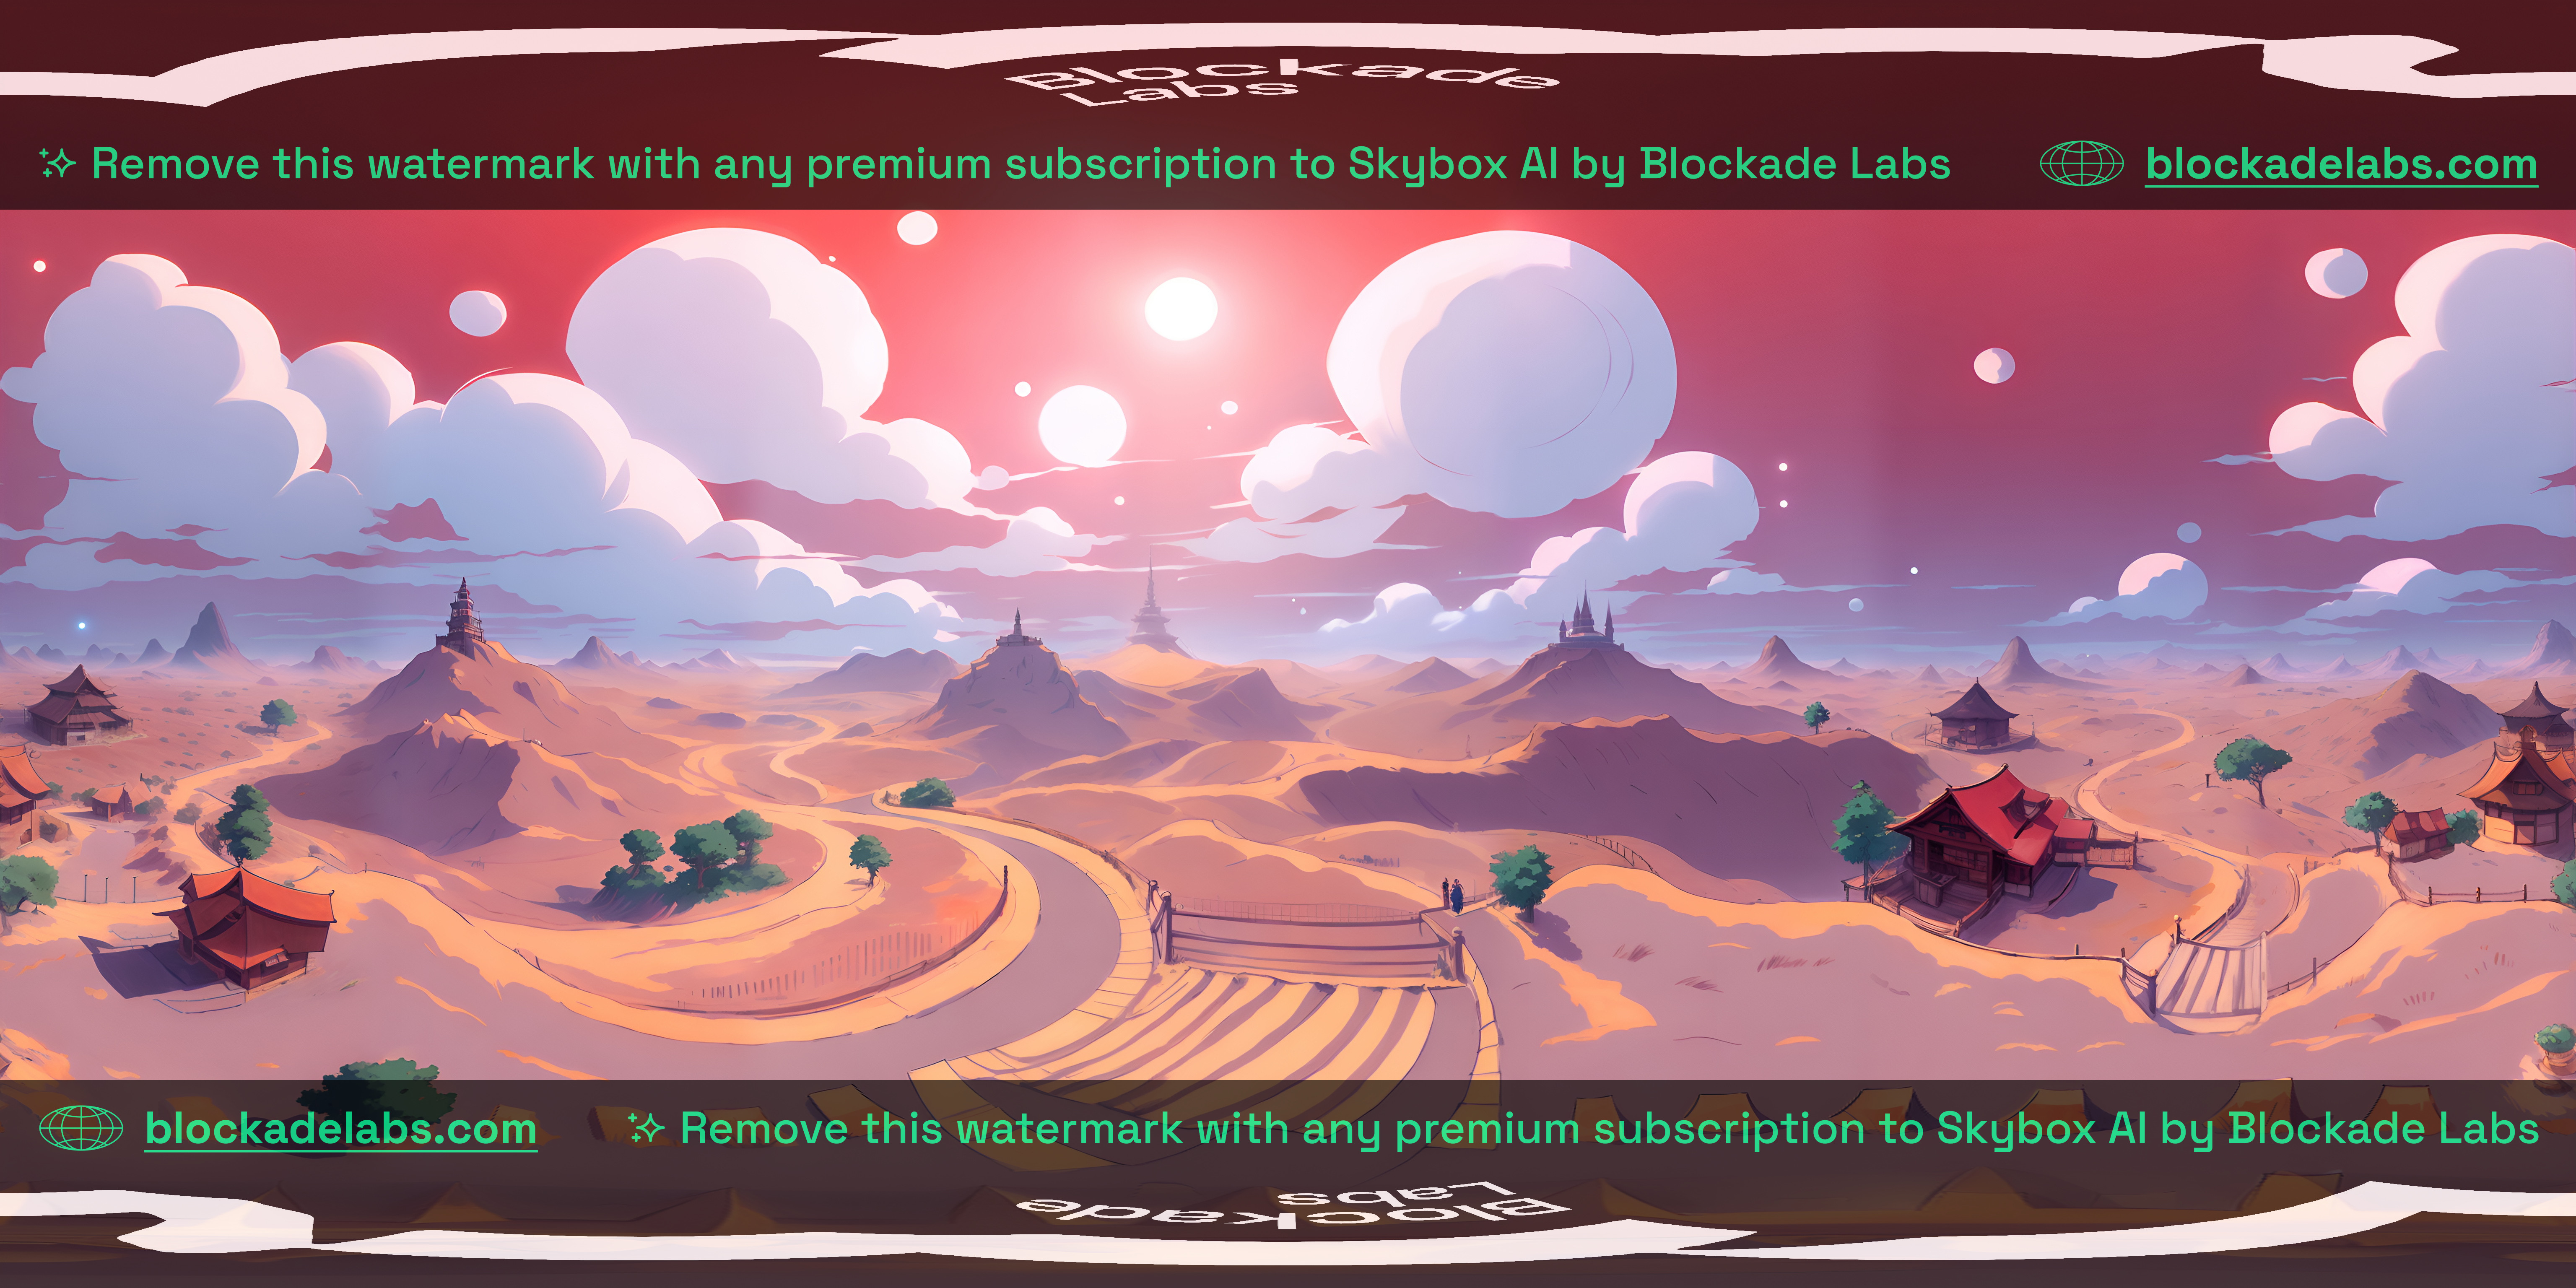 Blockade
Labs
Remove this watermark with any premium subscription to Skybox AI by Blockade Labs
blockadelabs.com
blockadelabs.com
Remove this watermark with any premium subscription to Skybox AI by Blockade Labs
Labs
Blockade